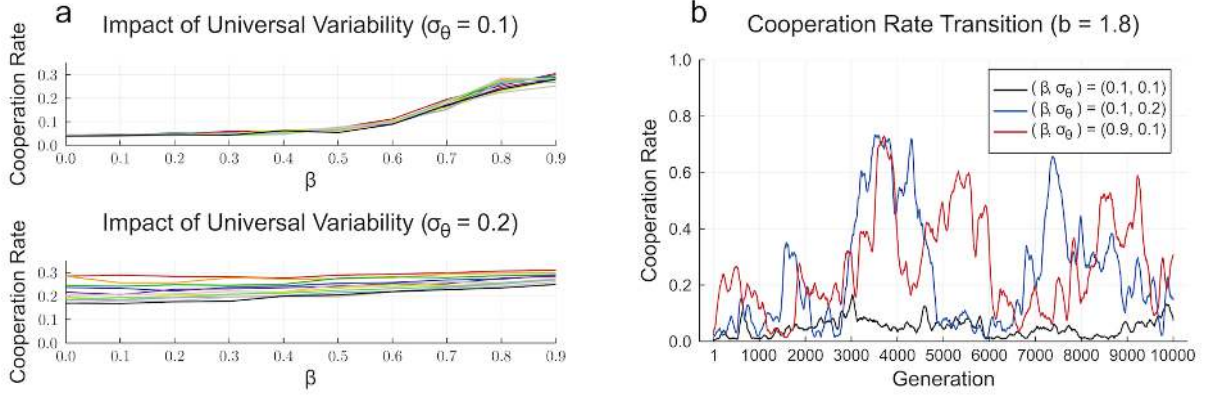 a
Impact of Universal Variability (σθ = 0.1)
Cooperation Rate
0.3
0.2
0.1
0.0 0.1 0.2 0.3 0.4 0.5 0.6 0.7 0.8 0.9
β
Impact of Universal Variability (σθ = 0.2)
Cooperation Rate
0.3
0.2
0.1
0.0 0.1 0.2 0.3 0.4 0.5 0.6 0.7 0.8 0.9
β
b
Cooperation Rate Transition (b = 1.8)
Cooperation Rate
1.0
0.8
0.6
0.4
0.2
0.0
( β, σθ ) = (0.1, 0.1)
( β, σθ ) = (0.1, 0.2)
( β, σθ ) = (0.9, 0.1)
1 1000 2000 3000 4000 5000 6000 7000 8000 9000 10000
Generation